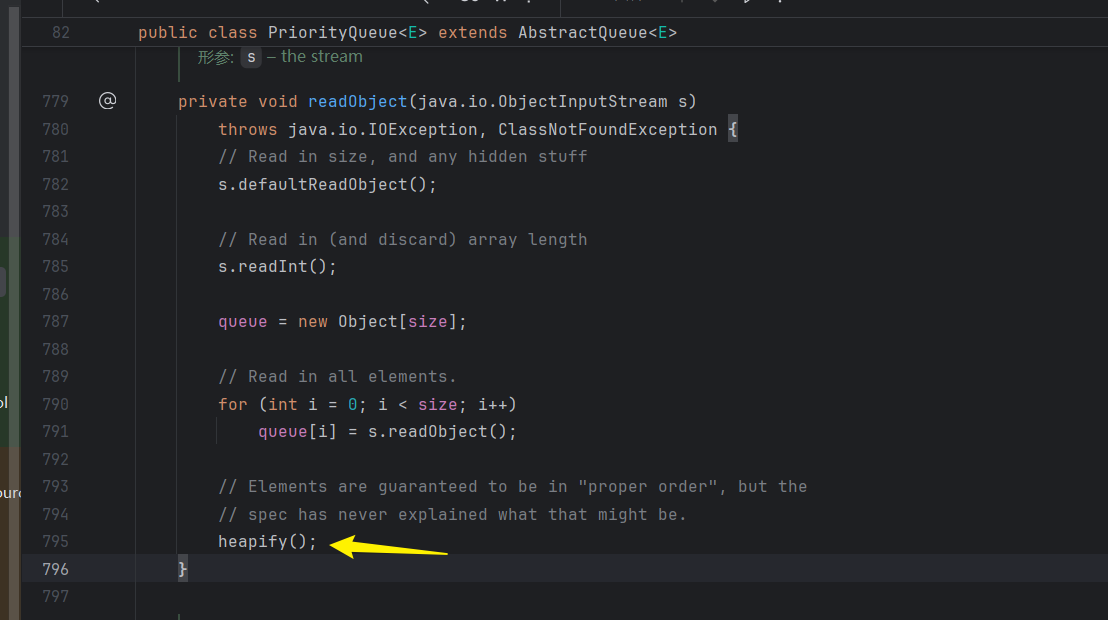 82 public class PriorityQueue<E> extends AbstractQueue<E>
形参: s – the stream
779 @ private void readObject(java.io.ObjectInputStream s)
780 throws java.io.IOException, ClassNotFoundException {
781 // Read in size, and any hidden stuff
782 s.defaultReadObject();
783
784 // Read in (and discard) array length
785 s.readInt();
786
787 queue = new Object[size];
788
789 // Read in all elements.
790 for (int i = 0; i < size; i++)
791 queue[i] = s.readObject();
792
793 // Elements are guaranteed to be in "proper order", but the
794 // spec has never explained what that might be.
795 heapify();
796 }
797